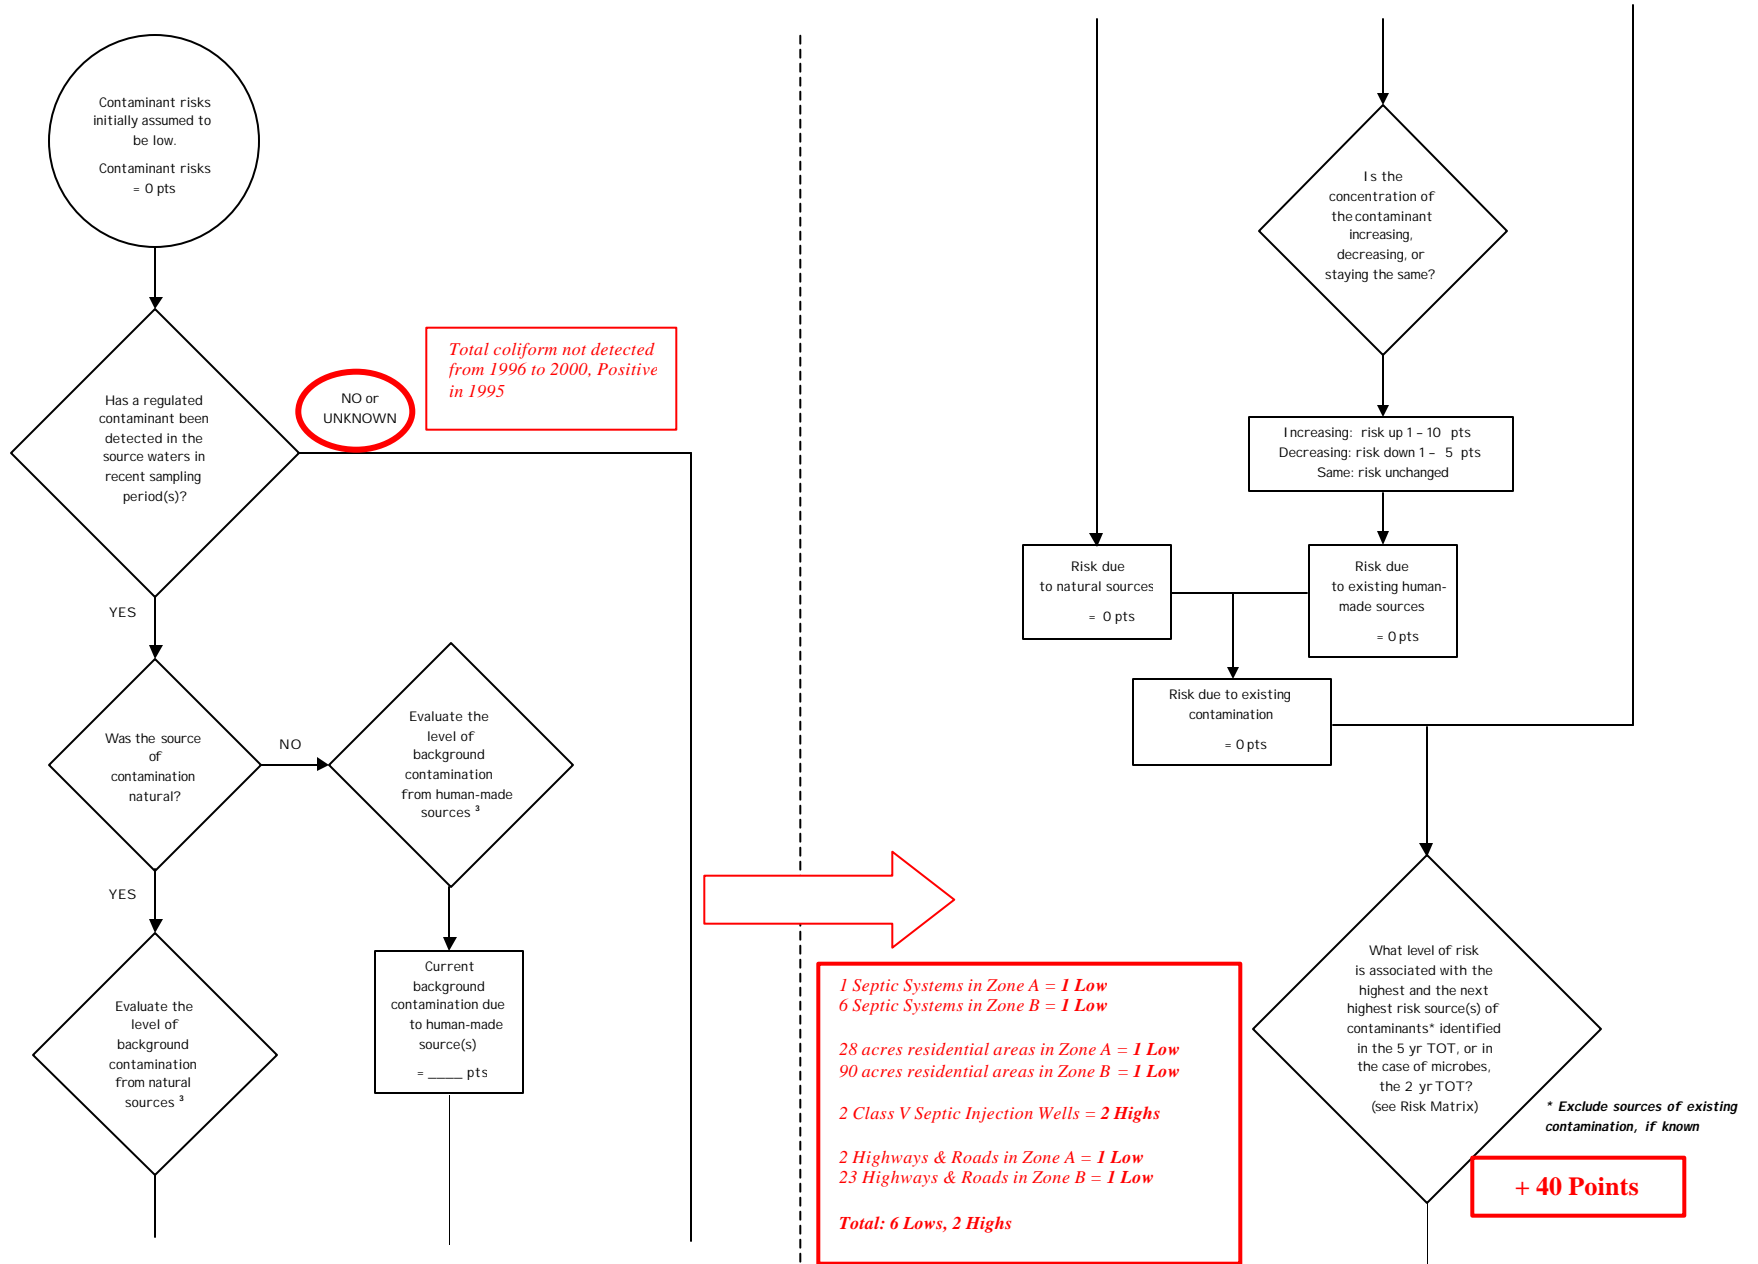 Contaminant risks
initially assumed to
be low.
Contaminant risks
= 0 pts
Has a regulated
contaminant been
detected in the
source waters in
recent sampling
period(s)?
NO or
UNKNOWN
Total coliform not detected
from 1996 to 2000, Positive
in 1995
YES
Was the source
of
contamination
natural?
NO
Evaluate the
level of
background
contamination
from human-made
sources ³
YES
Evaluate the
level of
background
contamination
from natural
sources ³
Current
background
contamination due
to human-made
source(s)
= ____ pts
Is the
concentration of
the contaminant
increasing,
decreasing, or
staying the same?
Increasing: risk up 1 – 10 pts
Decreasing: risk down 1 – 5 pts
Same: risk unchanged
Risk due
to natural sources
= 0 pts
Risk due
to existing human-
made sources
= 0 pts
Risk due to existing
contamination
= 0 pts
1 Septic Systems in Zone A = 1 Low
6 Septic Systems in Zone B = 1 Low
28 acres residential areas in Zone A = 1 Low
90 acres residential areas in Zone B = 1 Low
2 Class V Septic Injection Wells = 2 Highs
2 Highways & Roads in Zone A = 1 Low
23 Highways & Roads in Zone B = 1 Low
Total: 6 Lows, 2 Highs
What level of risk
is associated with the
highest and the next
highest risk source(s) of
contaminants* identified
in the 5 yr TOT, or in
the case of microbes,
the 2 yr TOT?
(see Risk Matrix)
* Exclude sources of existing
contamination, if known
+ 40 Points